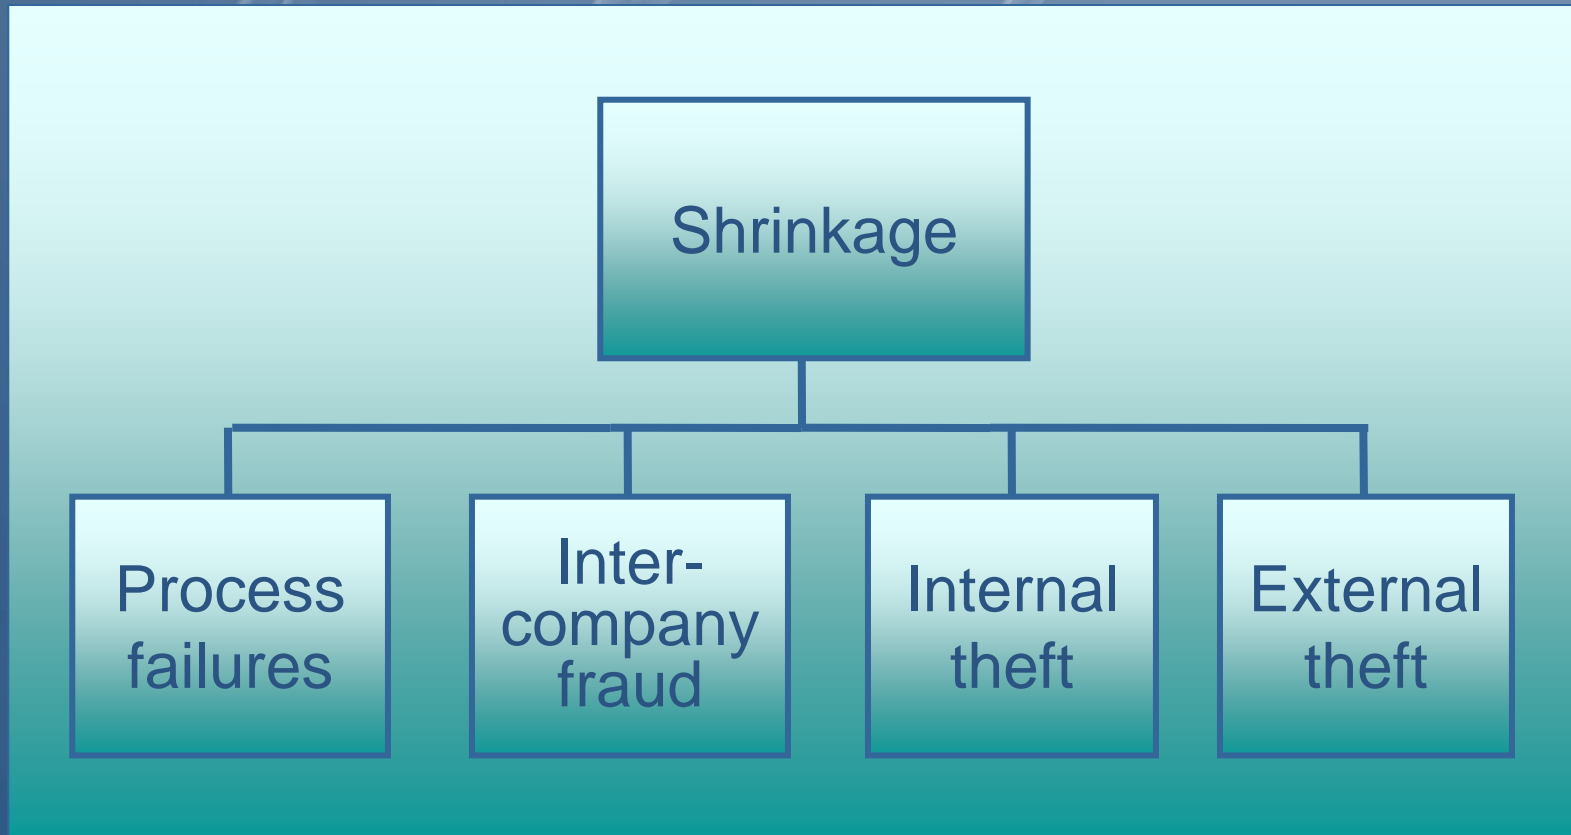 Shrinkage
Process
failures
Inter-
company
fraud
Internal
theft
External
theft